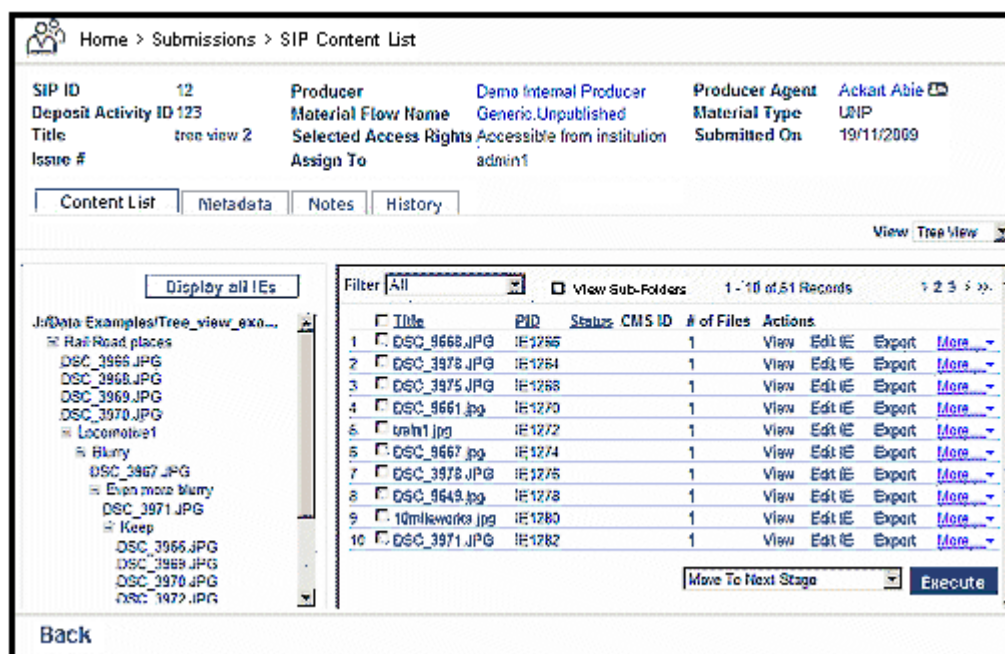 Home > Submissions > SIP Content List
SIP ID 12 Producer Demo Internal Producer Producer Agent Ackart Abie
Deposit Activity ID 123 Material Flow Name Generic.Unpublished Material Type UNIP
Title tree view 2 Selected Access Rights Accessible from institution Submitted On 19/11/2009
Issue # Assign To admin1
Content List Metadata Notes History
View Tree View
Display all IEs
J:/Data Examples/Tree_view_exa...
Rail Road places
DSC_3966.JPG
DSC_3968.JPG
DSC_3969.JPG
DSC_3970.JPG
Locomotive1
Blurry
DSC_3967.JPG
Even more blurry
DSC_3971.JPG
Keep
DSC_3966.JPG
DSC_3969.JPG
DSC_3970.JPG
DSC_3972.JPG
Filter All View Sub-Folders 1 - 10 of 51 Records 1 2 3
Title PID Status CMS ID # of Files Actions
1 DSC_9668.JPG 1 View Edit IE Export More...
2 DSC_3978.JPG IE1264 1 View Edit IE Export More...
3 DSC_3975.JPG IE1268 1 View Edit IE Export More...
4 DSC_9661.jpg IE1270 1 View Edit IE Export More...
5 train1.jpg IE1272 1 View Edit IE Export More...
6 DSC_9667.jpg IE1274 1 View Edit IE Export More...
7 DSC_3978.JPG IE1276 1 View Edit IE Export More...
8 DSC_9649.jpg IE1278 1 View Edit IE Export More...
9 10mileworks.jpg IE1280 1 View Edit IE Export More...
10 DSC_3971.JPG IE1282 1 View Edit IE Export More...
Move To Next Stage Execute
Back